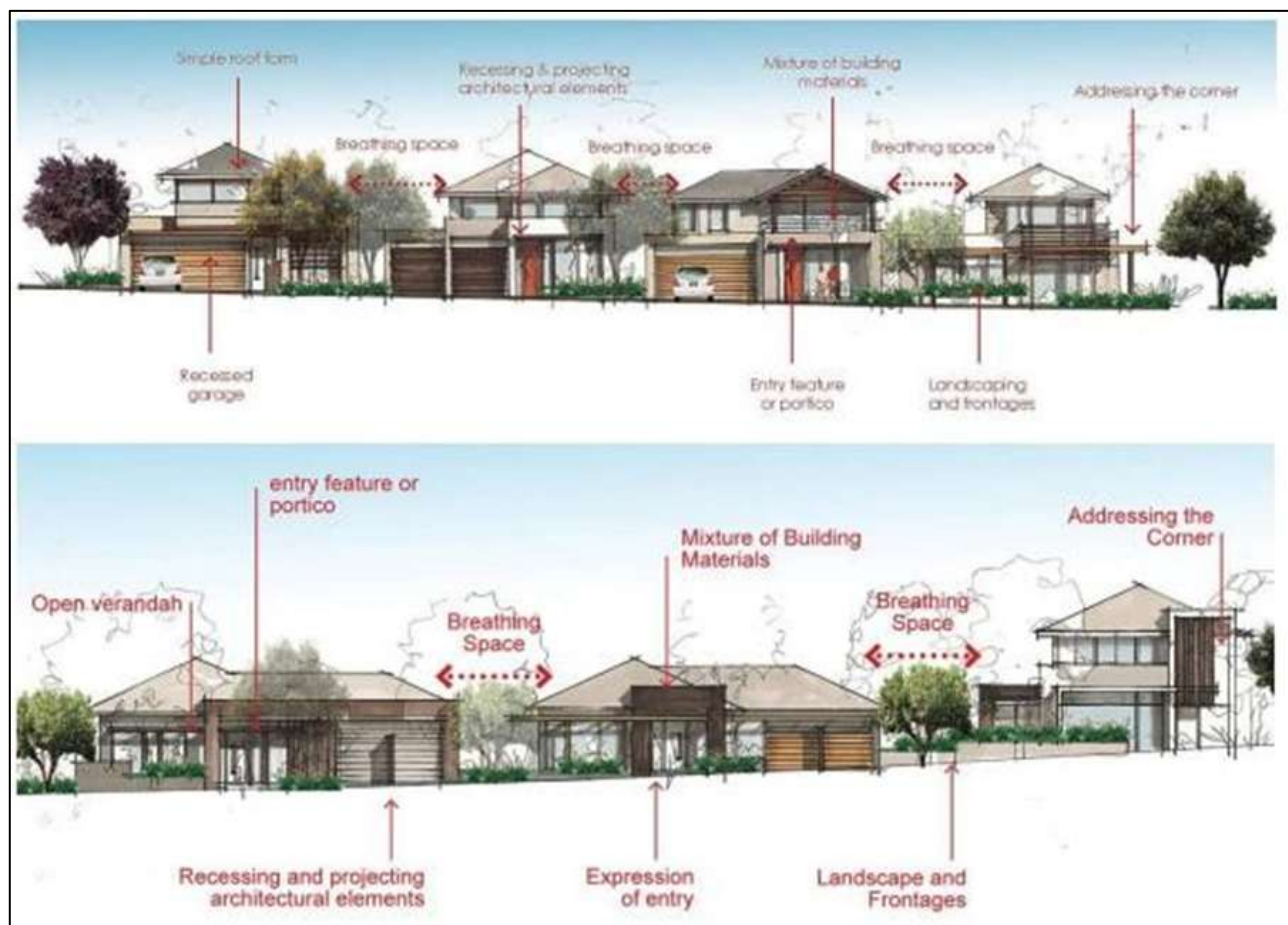 Simple roof form
Recessing & projecting
architectural elements
Mixture of building
materials
Addressing the corner
Breathing space
Breathing space
Breathing space
Recessed
garage
Entry feature
or portico
Landscaping
and frontages
entry feature or
portico
Addressing the
Corner
Mixture of Building
Materials
Open verandah
Breathing
Space
Breathing
Space
Recessing and projecting
architectural elements
Expression
of entry
Landscape and
Frontages